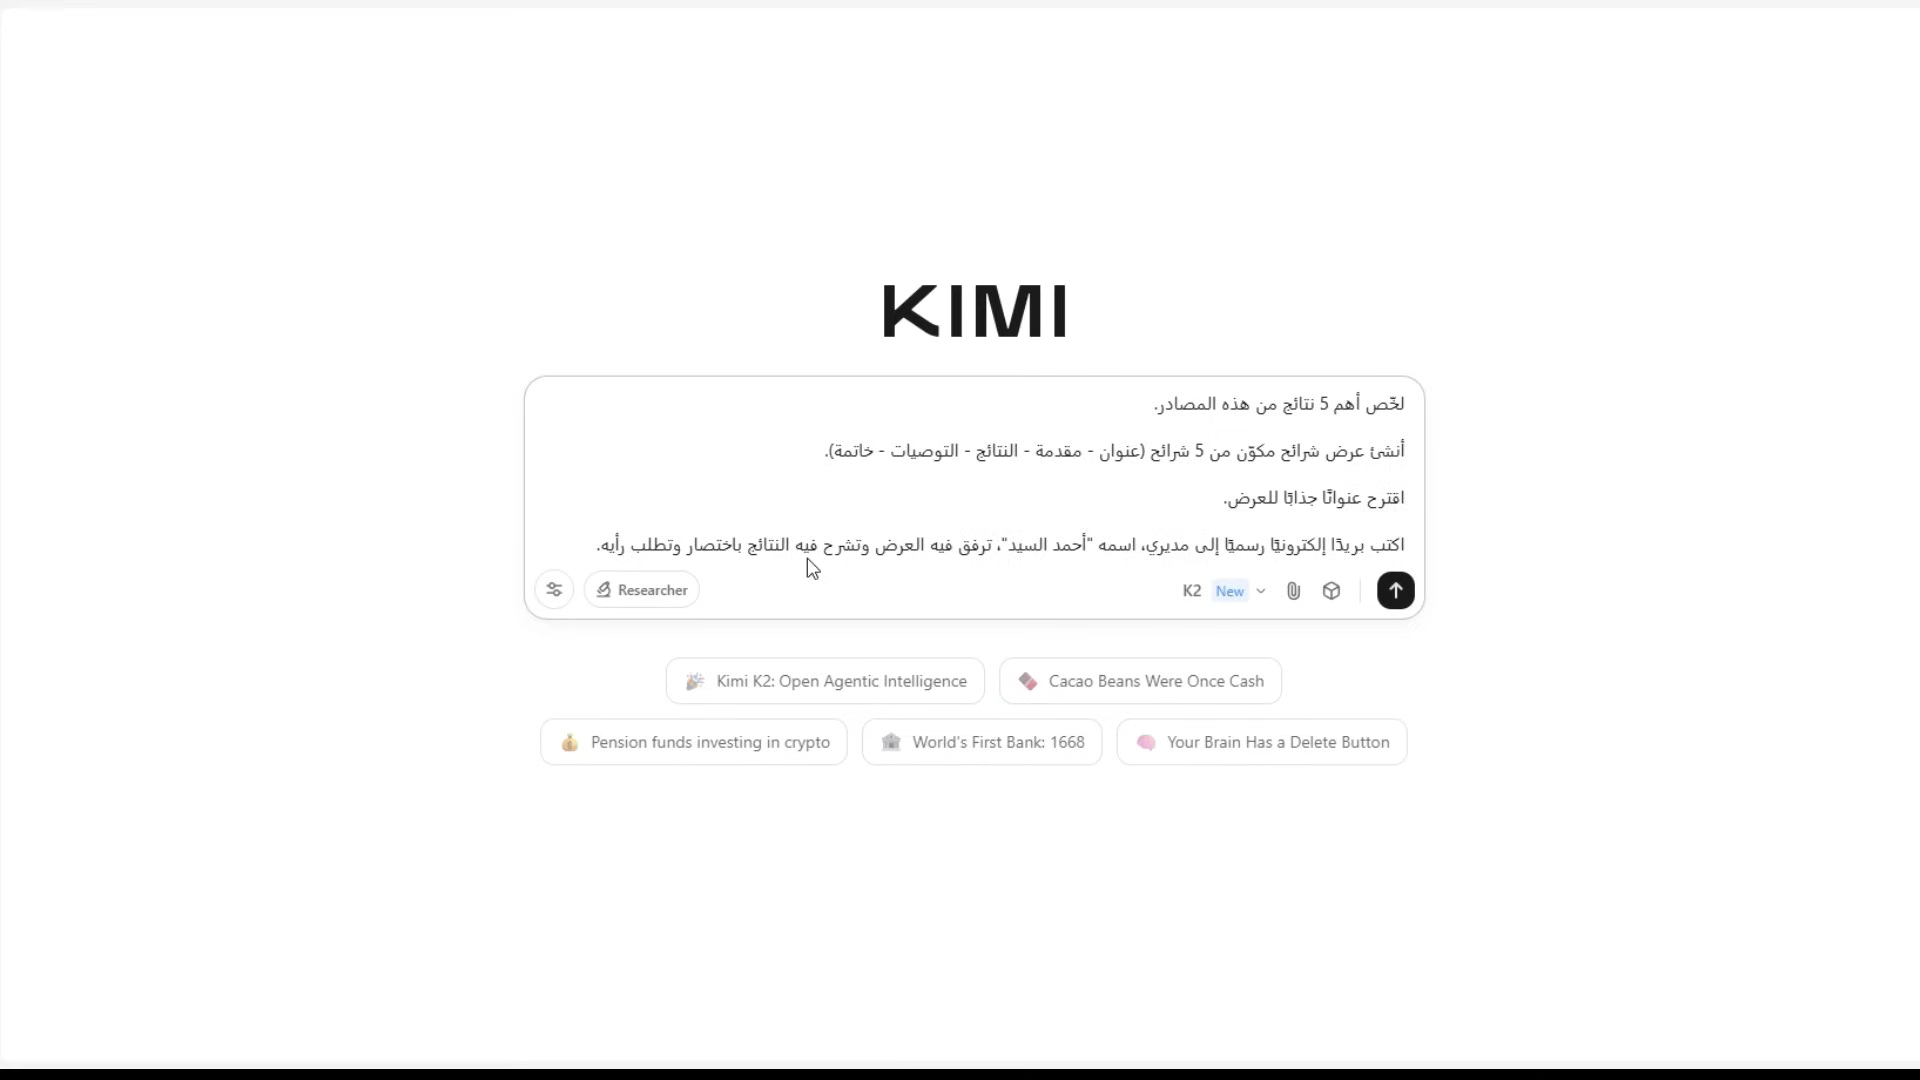 KIMI
لخّص أهم 5 نتائج من هذه المصادر.
أنشئ عرض شرائح مكوّن من 5 شرائح (عنوان - مقدمة - النتائج - التوصيات - خاتمة).
اقترح عنوانًا جذابًا للعرض.
اكتب بريدًا إلكترونيًا رسميًا إلى مديري، اسمه "أحمد السيد"، ترفق فيه العرض وتشرح فيه النتائج باختصار وتطلب رأيه.
Researcher K2 New
Kimi K2: Open Agentic Intelligence Cacao Beans Were Once Cash
Pension funds investing in crypto World's First Bank: 1668 Your Brain Has a Delete Button